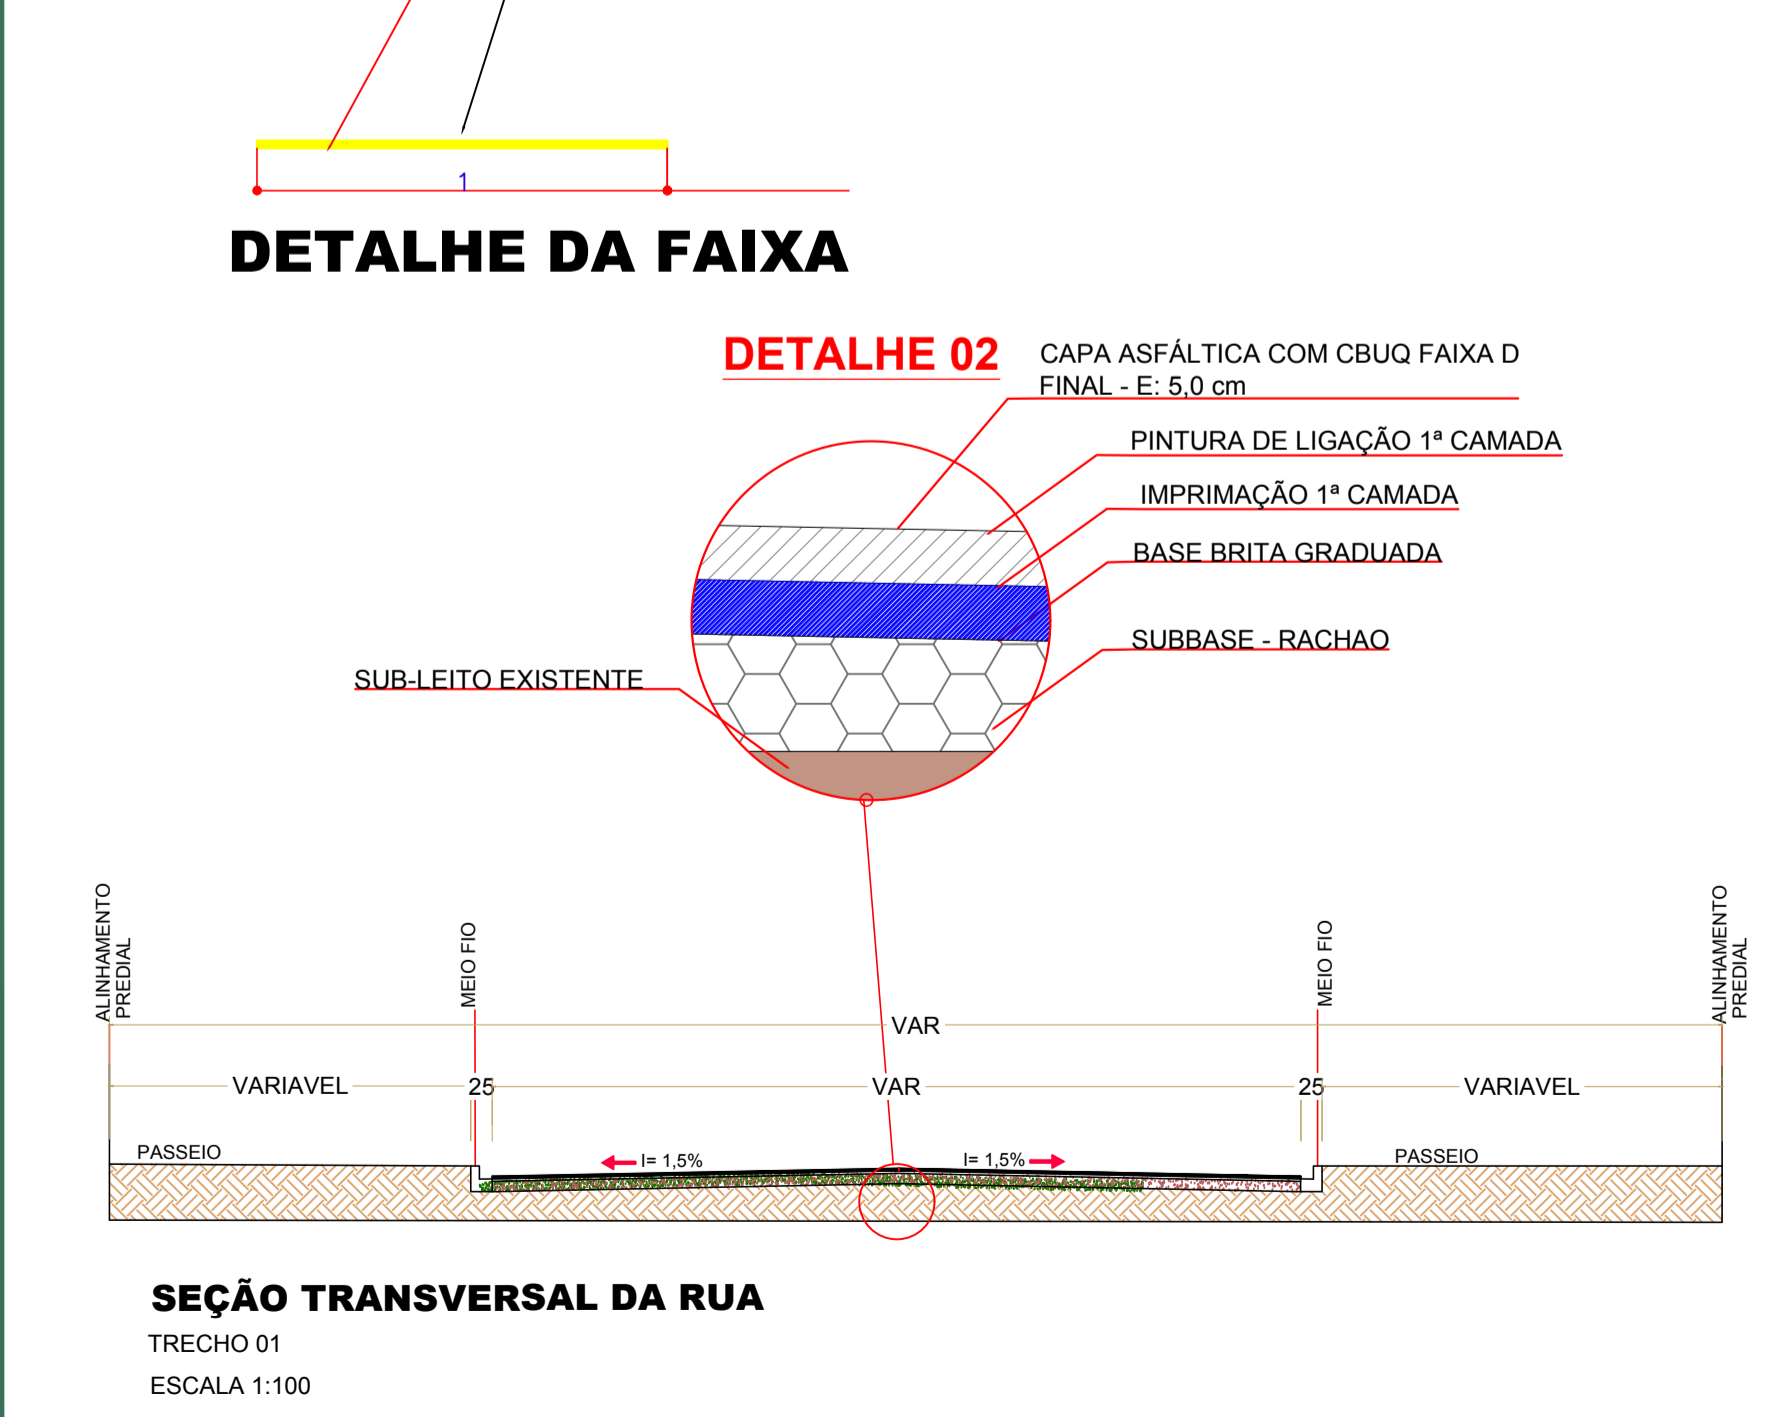 1
DETALHE DA FAIXA
DETALHE 02
CAPA ASFÁLTICA COM CBUQ FAIXA D
FINAL - E: 5,0 cm
PINTURA DE LIGAÇÃO 1ª CAMADA
IMPRIMAÇÃO 1ª CAMADA
BASE BRITA GRADUADA
SUBBASE - RACHAO
SUB-LEITO EXISTENTE
ALINHAMENTO
PREDIAL
MEIO FIO
MEIO FIO
ALINHAMENTO
PREDIAL
VAR
VARIAVEL
25
VAR
25
VARIAVEL
PASSEIO
I= 1,5%
I= 1,5%
PASSEIO
SEÇÃO TRANSVERSAL DA RUA
TRECHO 01
ESCALA 1:100